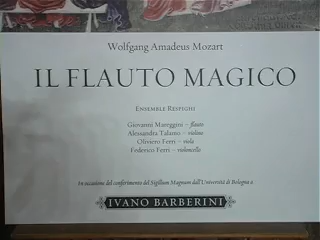 Wolfgang Amadeus Mozart
IL FLAUTO MAGICO
ENSEMBLE RESPIGHI
Giovanni Mareggini – flauto
Alessandra Talamo – violino
Oliviero Ferri – viola
Federico Ferri – violoncello
In occasione del conferimento del Sigillum Magnum dell'Università di Bologna a
IVANO BARBERINI